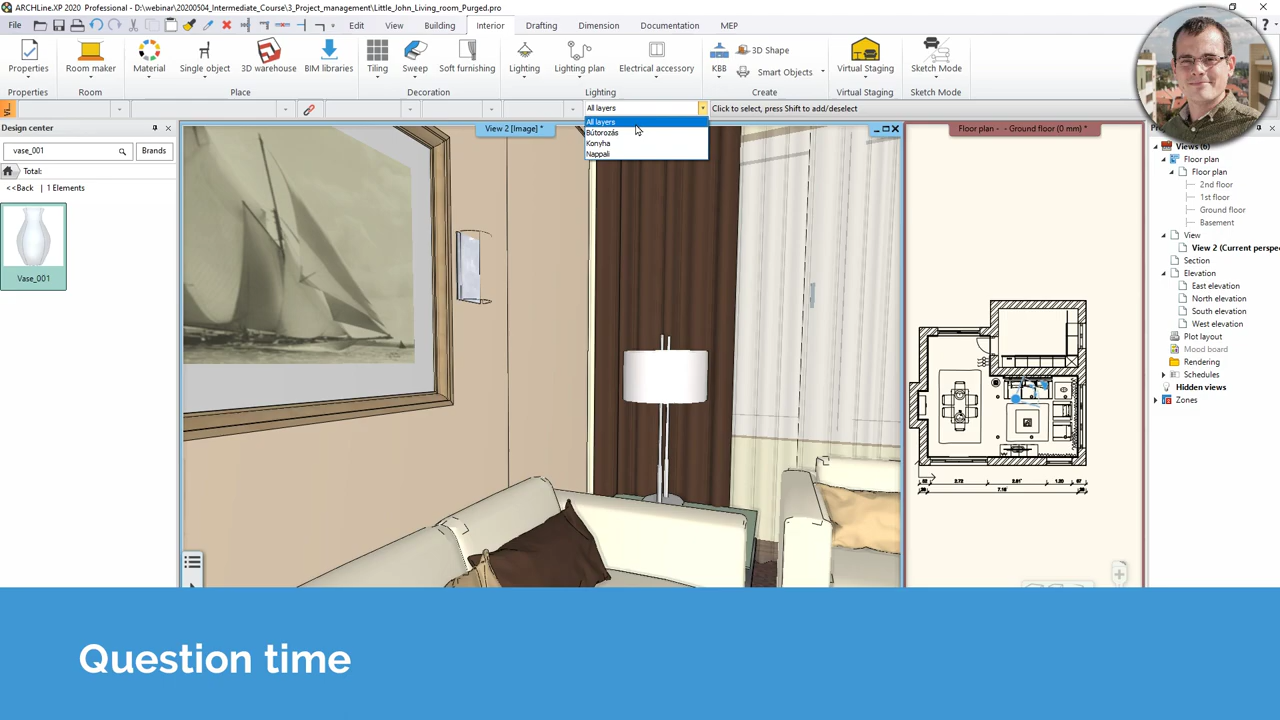 ARCHLine.XP 2020 Professional - D:\webinar\20200504_Intermediate_Course\3_Project_management\Little_John_Living_room_Purged.pro
File Edit View Building Interior Drafting Dimension Documentation MEP
Properties Room maker Material Single object 3D warehouse BIM libraries Tiling Sweep Soft furnishing Lighting Lighting plan Electrical accessory KBB 3D Shape Smart Objects Virtual Staging Sketch Mode
Properties Room Place Decoration Lighting Create Virtual Staging Sketch Mode
All layers Click to select, press Shift to add/deselect
All layers
Bútorozás
Konyha
Nappali
Design center
vase_001 Brands
Total:
<<Back | 1 Elements
Vase_001
View 2 [Image] *
Floor plan - - Ground floor (0 mm) *
Views (6)
Floor plan
Floor plan
2nd floor
1st floor
Ground floor
Basement
View
View 2 (Current perspe
Section
Elevation
East elevation
North elevation
South elevation
West elevation
Plot layout
Mood board
Rendering
Schedules
Hidden views
Zones
Question time